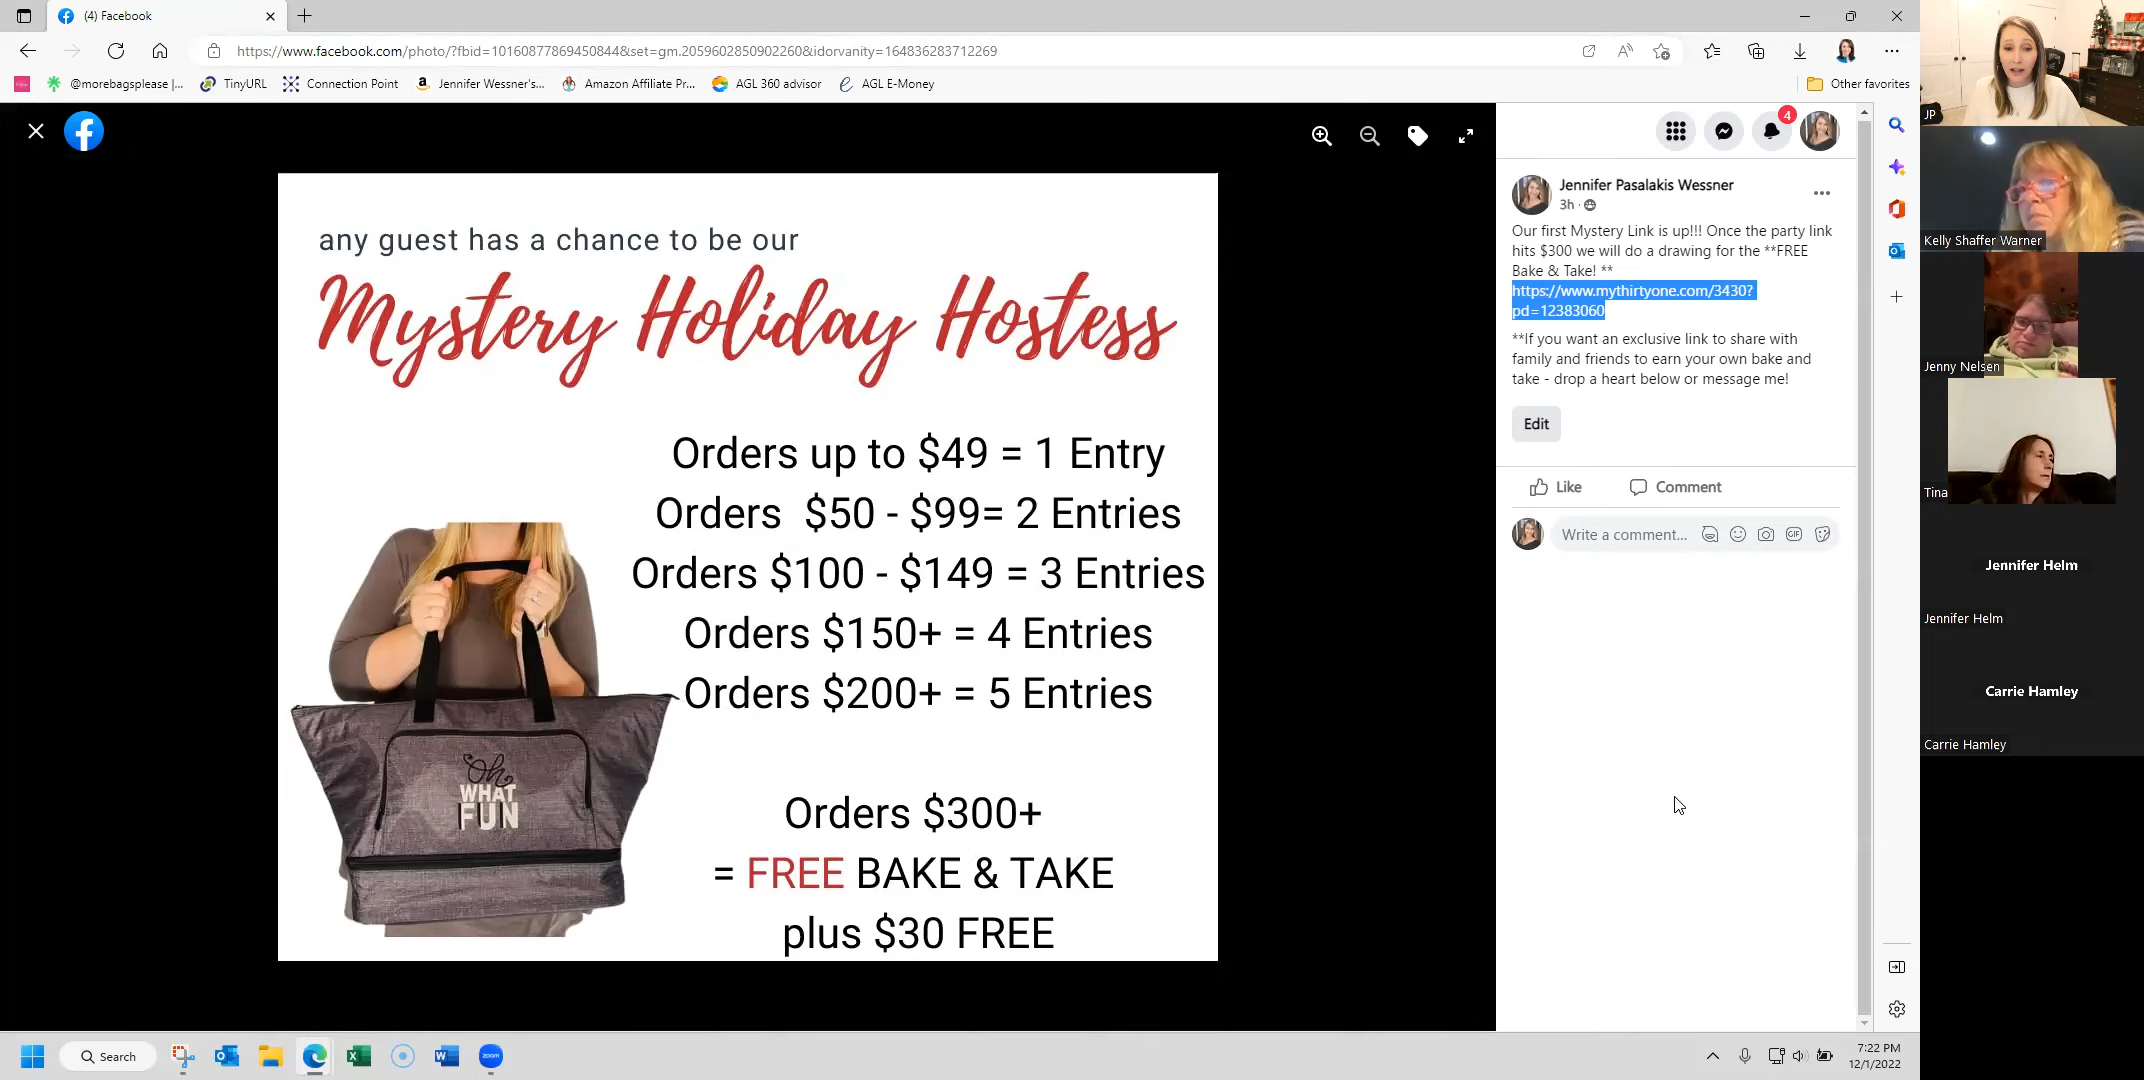 (4) Facebook
https://www.facebook.com/photo/?fbid=10160877869450844&set=gm.2059602850902260&idorvanity=164836283712269
@morebagsplease |...
TinyURL
Connection Point
Jennifer Wessner's...
Amazon Affiliate Pr...
AGL 360 advisor
AGL E-Money
Other favorites
any guest has a chance to be our
Mystery Holiday Hostess
Orders up to $49 = 1 Entry
Orders $50 - $99= 2 Entries
Orders $100 - $149 = 3 Entries
Orders $150+ = 4 Entries
Orders $200+ = 5 Entries
Orders $300+
= FREE BAKE & TAKE
plus $30 FREE
Oh
WHAT
FUN
4
Jennifer Pasalakis Wessner
3h ·
Our first Mystery Link is up!!! Once the party link
hits $300 we will do a drawing for the **FREE
Bake & Take! **
https://www.mythirtyone.com/3430?
pd=12383060
**If you want an exclusive link to share with
family and friends to earn your own bake and
take - drop a heart below or message me!
Edit
Like
Comment
Write a comment...
GIF
JP
Kelly Shaffer Warner
Jenny Nelsen
Tina
Jennifer Helm
Jennifer Helm
Carrie Hamley
Carrie Hamley
Search
zoom
7:22 PM
12/1/2022